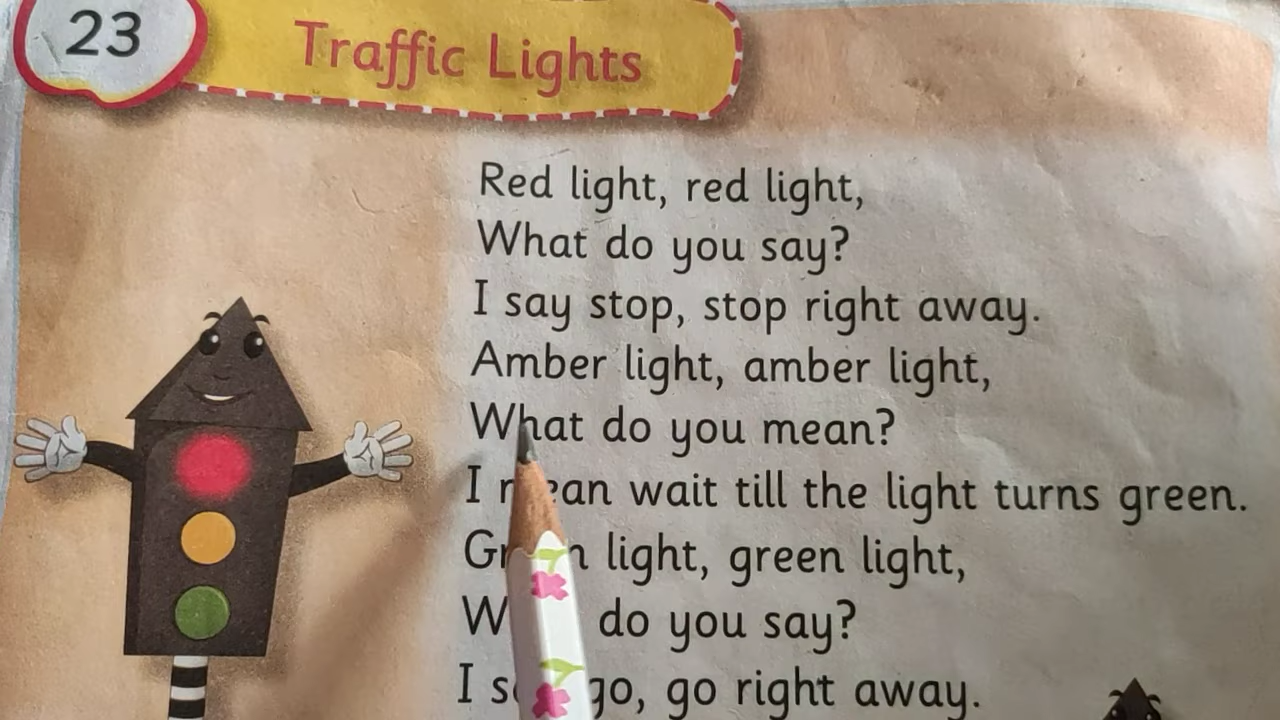 23
Traffic Lights
Red light, red light,
What do you say?
I say stop, stop right away.
Amber light, amber light,
What do you mean?
I mean wait till the light turns green.
Green light, green light,
do you say?
I go, go right away.